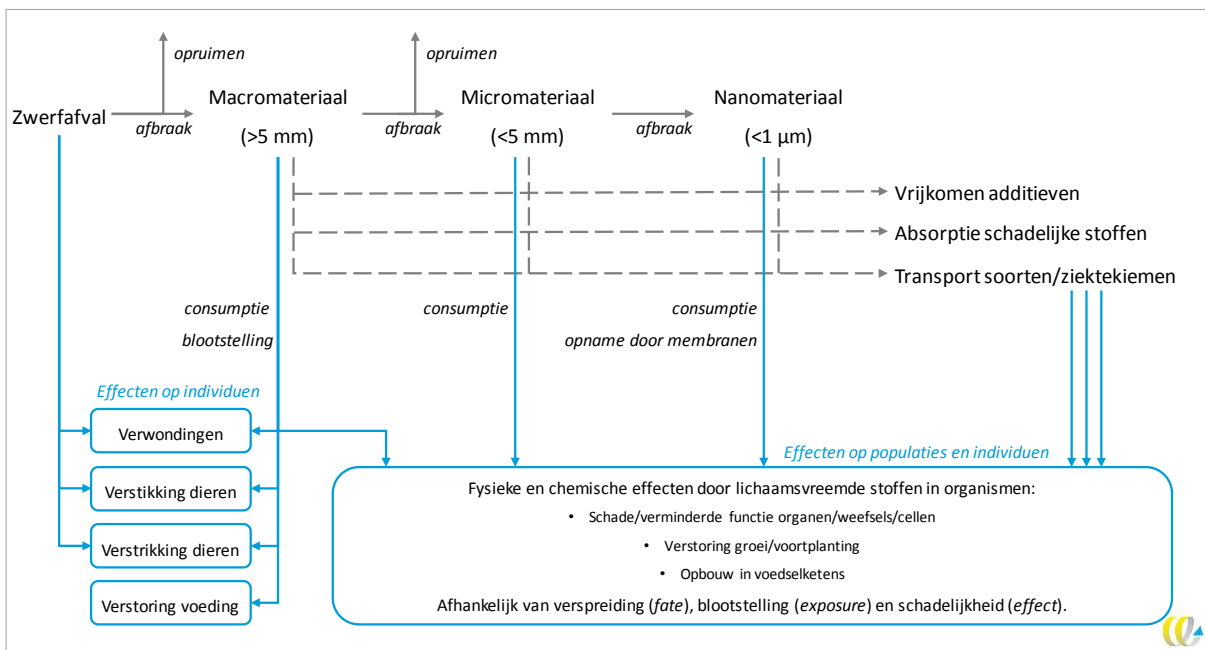 opruimen
opruimen
Zwerfafval
afbraak
Macromateriaal
(>5 mm)
afbraak
Micromateriaal
(<5 mm)
afbraak
Nanomateriaal
(<1 µm)
Vrijkomen additieven
Absorptie schadelijke stoffen
Transport soorten/ziektekiemen
consumptie
blootstelling
consumptie
consumptie
opname door membranen
Effecten op individuen
Verwondingen
Verstikking dieren
Verstrikking dieren
Verstoring voeding
Effecten op populaties en individuen
Fysieke en chemische effecten door lichaamsvreemde stoffen in organismen:
• Schade/verminderde functie organen/weefsels/cellen
• Verstoring groei/voortplanting
• Opbouw in voedselketens
Afhankelijk van verspreiding (fate), blootstelling (exposure) en schadelijkheid (effect).